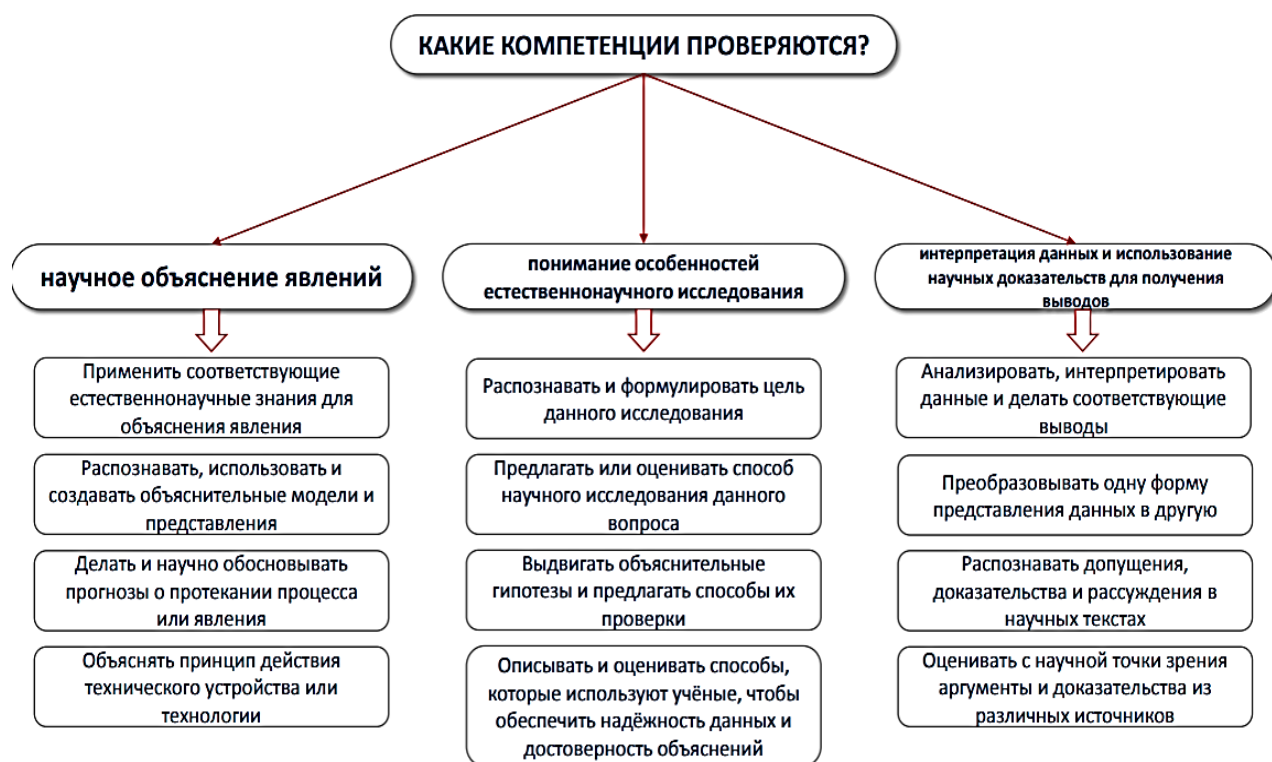 КАКИЕ КОМПЕТЕНЦИИ ПРОВЕРЯЮТСЯ?
научное объяснение явлений
Применить соответствующие
естественнонаучные знания для
объяснения явления
Распознавать, использовать и
создавать объяснительные модели и
представления
Делать и научно обосновывать
прогнозы о протекании процесса
или явления
Объяснять принцип действия
технического устройства или
технологии
понимание особенностей
естественнонаучного исследования
Распознавать и формулировать цель
данного исследования
Предлагать или оценивать способ
научного исследования данного
вопроса
Выдвигать объяснительные
гипотезы и предлагать способы их
проверки
Описывать и оценивать способы,
которые используют учёные, чтобы
обеспечить надёжность данных и
достоверность объяснений
интерпретация данных и использование
научных доказательств для получения
выводов
Анализировать, интерпретировать
данные и делать соответствующие
выводы
Преобразовывать одну форму
представления данных в другую
Распознавать допущения,
доказательства и рассуждения в
научных текстах
Оценивать с научной точки зрения
аргументы и доказательства из
различных источников